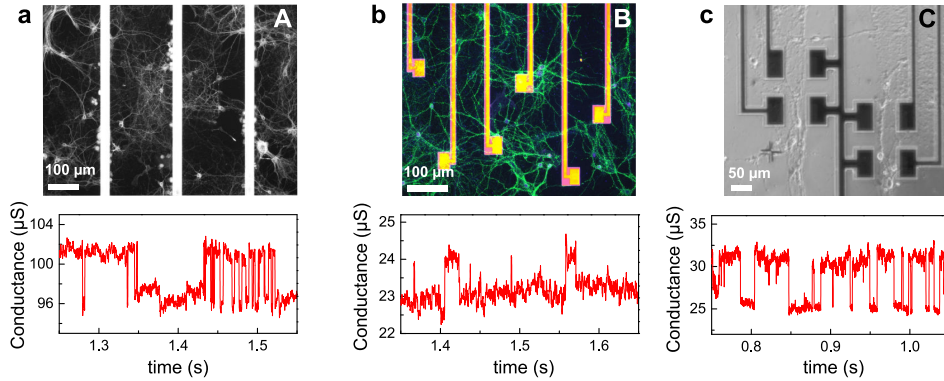 a
A
100 µm
b
B
100 µm
c
C
50 µm
Conductance (µS)
104
100
96
1.3
1.4
1.5
time (s)
Conductance (µS)
25
24
23
22
1.4
1.5
1.6
time (s)
Conductance (µS)
35
30
25
20
0.8
0.9
1.0
time (s)